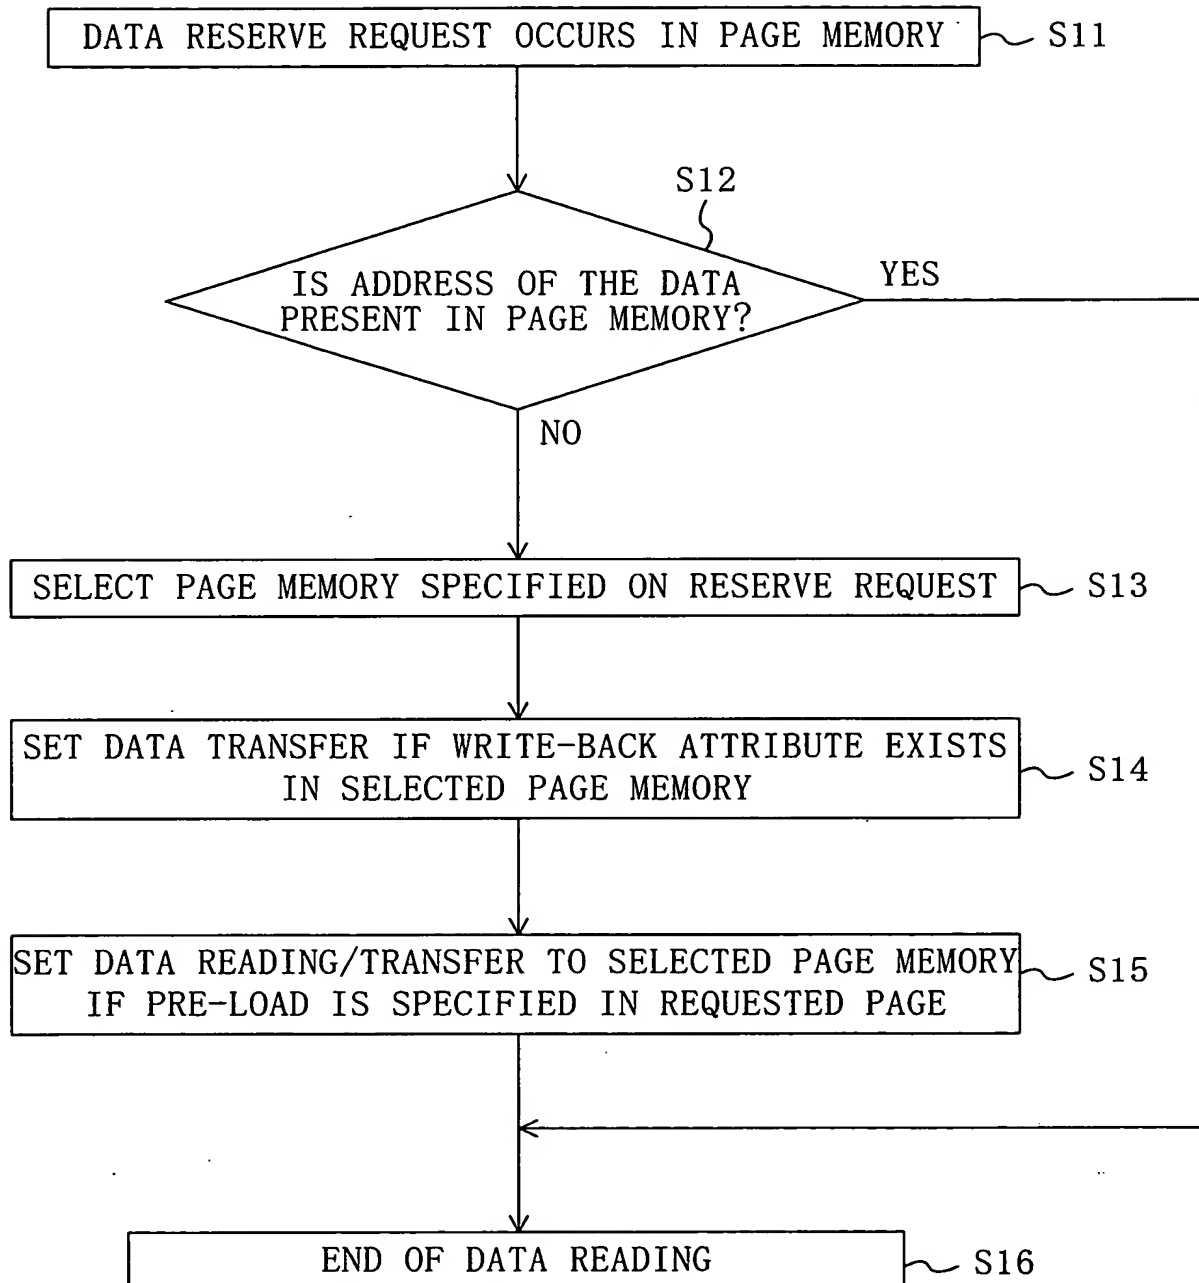 DATA RESERVE REQUEST OCCURS IN PAGE MEMORY
S11
S12
IS ADDRESS OF THE DATA
PRESENT IN PAGE MEMORY?
YES
NO
SELECT PAGE MEMORY SPECIFIED ON RESERVE REQUEST
S13
SET DATA TRANSFER IF WRITE-BACK ATTRIBUTE EXISTS
IN SELECTED PAGE MEMORY
S14
SET DATA READING/TRANSFER TO SELECTED PAGE MEMORY
IF PRE-LOAD IS SPECIFIED IN REQUESTED PAGE
S15
END OF DATA READING
S16